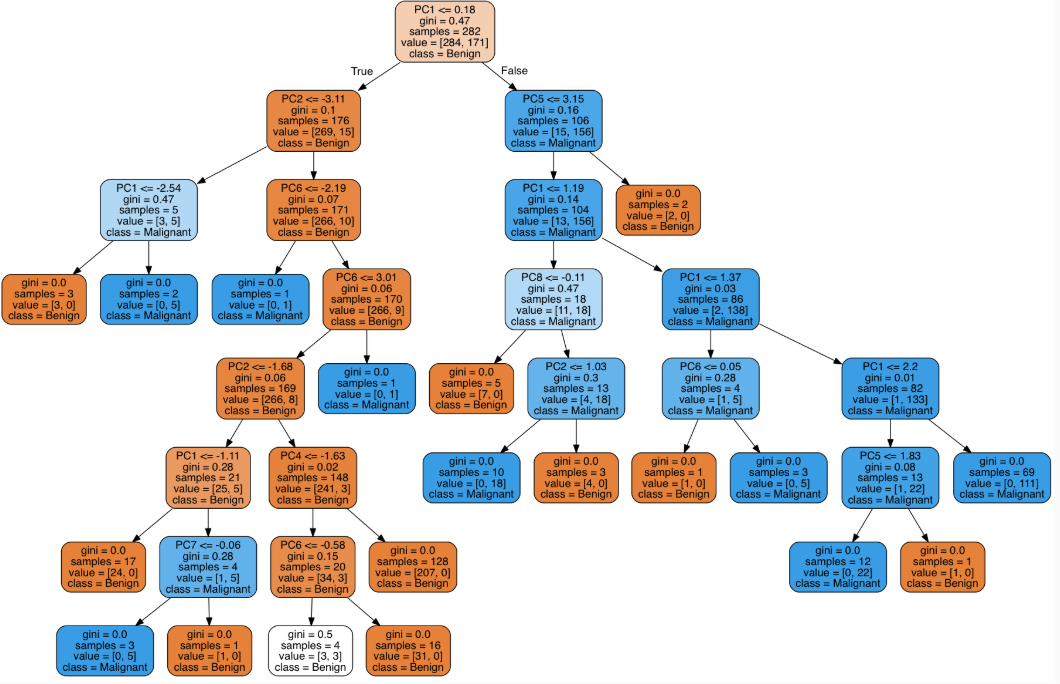 PC1 <= 0.18
gini = 0.47
samples = 282
value = [284, 171]
class = Benign
True
False
PC2 <= -3.11
gini = 0.1
samples = 176
value = [269, 15]
class = Benign
PC5 <= 3.15
gini = 0.16
samples = 106
value = [15, 156]
class = Malignant
PC1 <= -2.54
gini = 0.47
samples = 5
value = [3, 5]
class = Malignant
PC6 <= -2.19
gini = 0.07
samples = 171
value = [266, 10]
class = Benign
PC1 <= 1.19
gini = 0.14
samples = 104
value = [13, 156]
class = Malignant
gini = 0.0
samples = 2
value = [2, 0]
class = Benign
gini = 0.0
samples = 3
value = [3, 0]
class = Benign
gini = 0.0
samples = 2
value = [0, 5]
class = Malignant
gini = 0.0
samples = 1
value = [0, 1]
class = Malignant
PC6 <= 3.01
gini = 0.06
samples = 170
value = [266, 9]
class = Benign
PC8 <= -0.11
gini = 0.47
samples = 18
value = [11, 18]
class = Malignant
PC1 <= 1.37
gini = 0.03
samples = 86
value = [2, 138]
class = Malignant
PC2 <= -1.68
gini = 0.06
samples = 169
value = [266, 8]
class = Benign
gini = 0.0
samples = 1
value = [0, 1]
class = Malignant
gini = 0.0
samples = 5
value = [7, 0]
class = Benign
PC2 <= 1.03
gini = 0.3
samples = 13
value = [4, 18]
class = Malignant
PC6 <= 0.05
gini = 0.28
samples = 4
value = [1, 5]
class = Malignant
PC1 <= 2.2
gini = 0.01
samples = 82
value = [1, 133]
class = Malignant
PC1 <= -1.11
gini = 0.28
samples = 21
value = [25, 5]
class = Benign
PC4 <= -1.63
gini = 0.02
samples = 148
value = [241, 3]
class = Benign
gini = 0.0
samples = 10
value = [0, 18]
class = Malignant
gini = 0.0
samples = 3
value = [4, 0]
class = Benign
gini = 0.0
samples = 1
value = [1, 0]
class = Benign
gini = 0.0
samples = 3
value = [0, 5]
class = Malignant
PC5 <= 1.83
gini = 0.08
samples = 13
value = [1, 22]
class = Malignant
gini = 0.0
samples = 69
value = [0, 111]
class = Malignant
gini = 0.0
samples = 17
value = [24, 0]
class = Benign
PC7 <= -0.06
gini = 0.28
samples = 4
value = [1, 5]
class = Malignant
PC6 <= -0.58
gini = 0.15
samples = 20
value = [34, 3]
class = Benign
gini = 0.0
samples = 128
value = [207, 0]
class = Benign
gini = 0.0
samples = 12
value = [0, 22]
class = Malignant
gini = 0.0
samples = 1
value = [1, 0]
class = Benign
gini = 0.0
samples = 3
value = [0, 5]
class = Malignant
gini = 0.0
samples = 1
value = [1, 0]
class = Benign
gini = 0.5
samples = 4
value = [3, 3]
class = Benign
gini = 0.0
samples = 16
value = [31, 0]
class = Benign